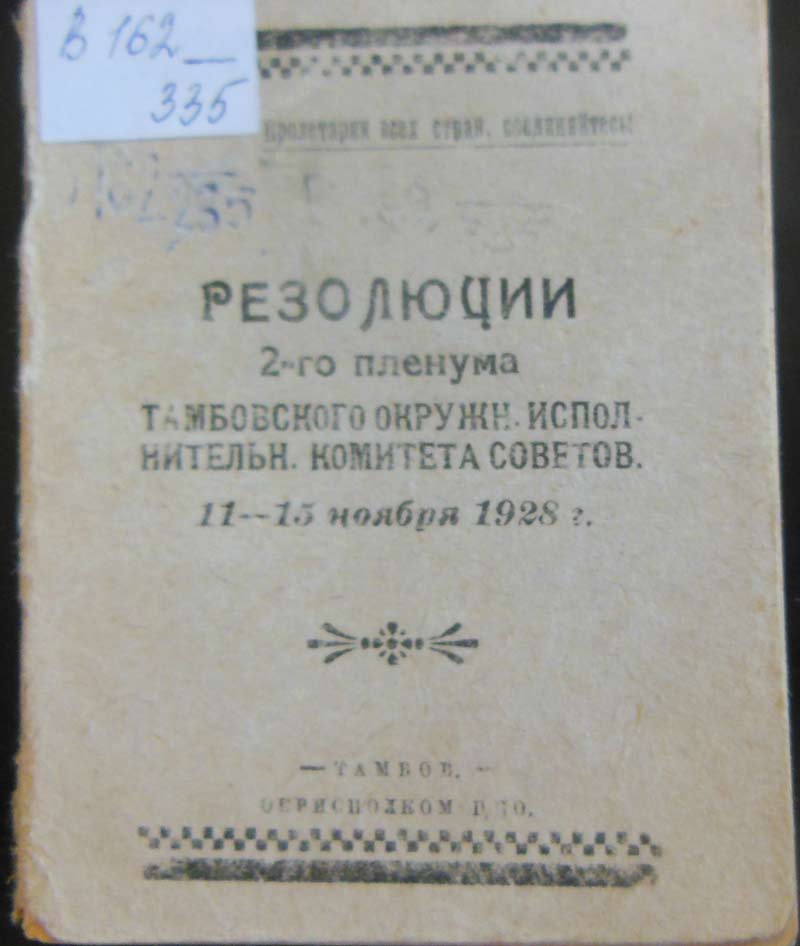 В 162
335
Пролетарии всех стран, соединяйтесь!
РЕЗОЛЮЦИИ
2-го пленума
ТАМБОВСКОГО ОКРУЖН. ИСПОЛ-
НИТЕЛЬН. КОМИТЕТА СОВЕТОВ.
11—15 ноября 1928 г.
— ТАМБОВ. —